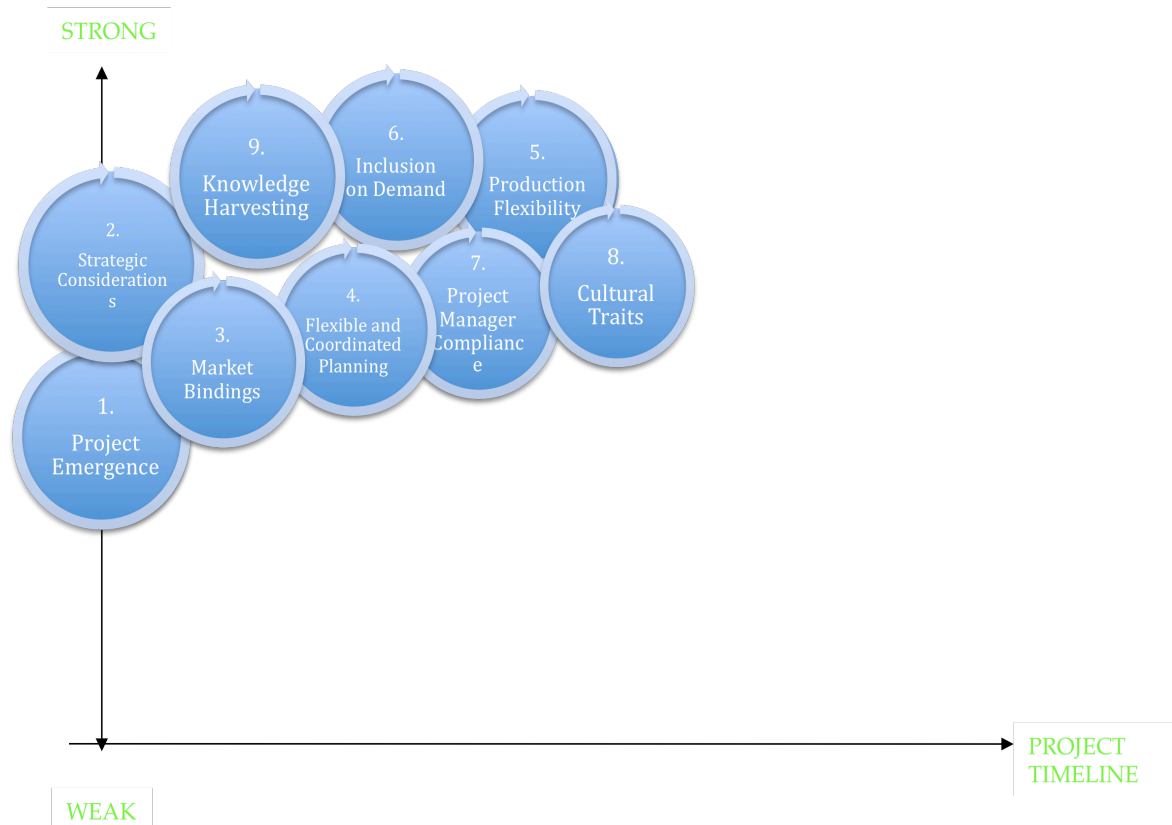 STRONG
9.
Knowledge
Harvesting
6.
Inclusion
on Demand
5.
Production
Flexibility
2.
Strategic
Consideration
s
3.
Market
Bindings
4.
Flexible and
Coordinated
Planning
7.
Project
Manager
Complianc
e
8.
Cultural
Traits
1.
Project
Emergence
PROJECT
TIMELINE
WEAK